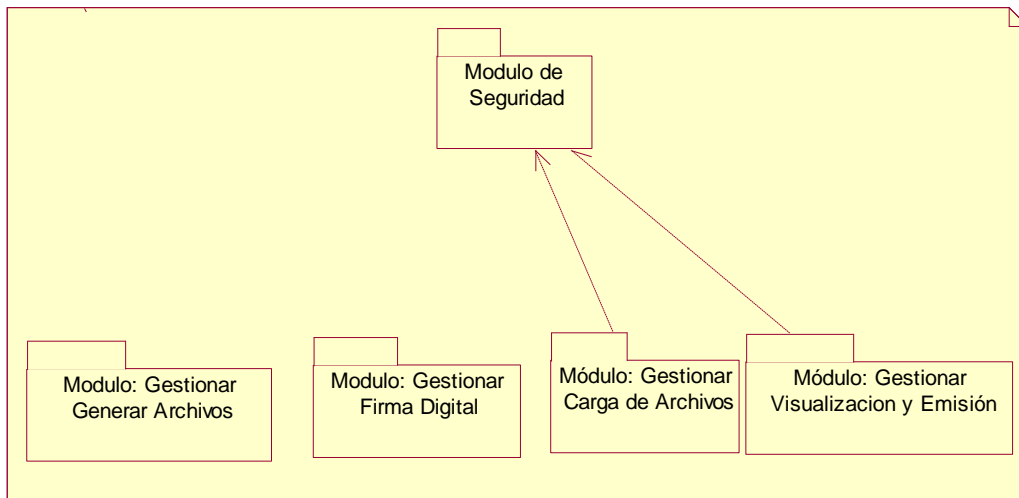 Modulo de
Seguridad
Modulo: Gestionar
Generar Archivos
Modulo: Gestionar
Firma Digital
Módulo: Gestionar
Carga de Archivos
Módulo: Gestionar
Visualizacion y Emisión